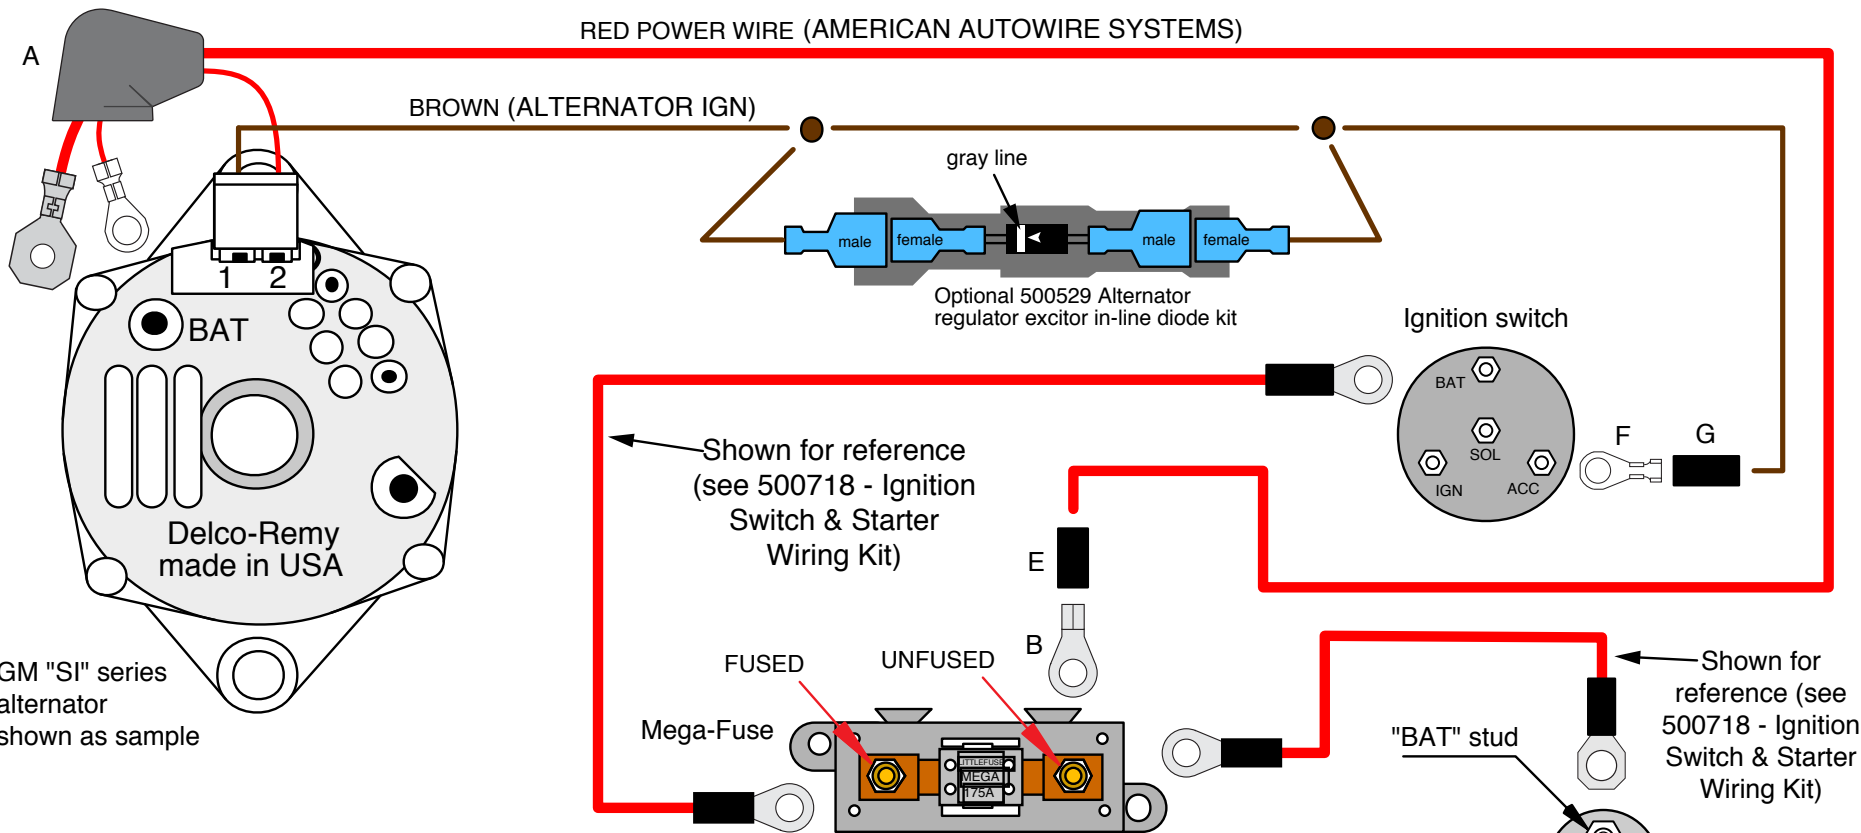 RED POWER WIRE (AMERICAN AUTOWIRE SYSTEMS)
A
BROWN (ALTERNATOR IGN)
gray line
male
female
male
female
1 2
Optional 500529 Alternator
regulator excitor in-line diode kit
BAT
Ignition switch
BAT
SOL
IGN
ACC
F
G
Shown for reference
(see 500718 - Ignition
Switch & Starter
Wiring Kit)
Delco-Remy
made in USA
E
B
GM "SI" series
alternator
shown as sample
FUSED
UNFUSED
Mega-Fuse
LITTLEFUSE
MEGA
175A
"BAT" stud
Shown for
reference (see
500718 - Ignition
Switch & Starter
Wiring Kit)